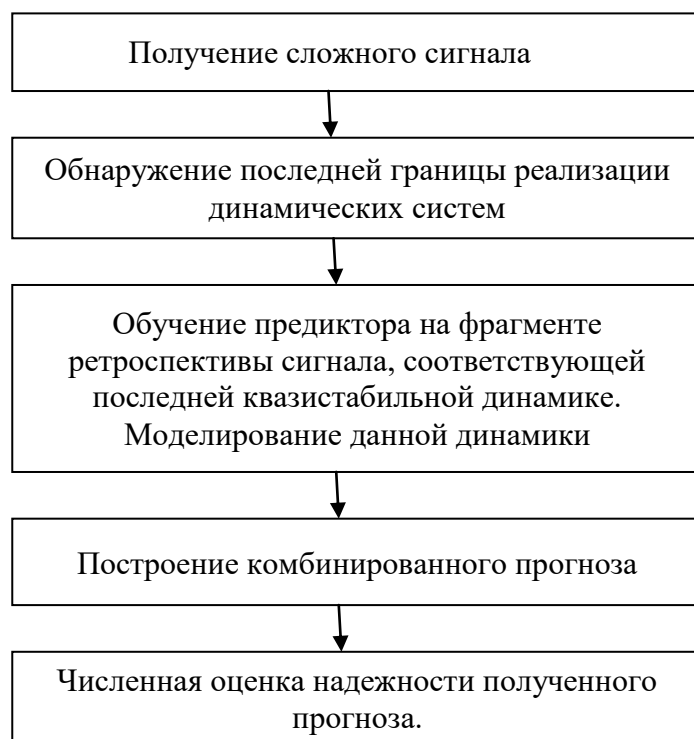 Получение сложного сигнала
Обнаружение последней границы реализации
динамических систем
Обучение предиктора на фрагменте
ретроспективы сигнала, соответствующей
последней квазистабильной динамике.
Моделирование данной динамики
Построение комбинированного прогноза
Численная оценка надежности полученного
прогноза.